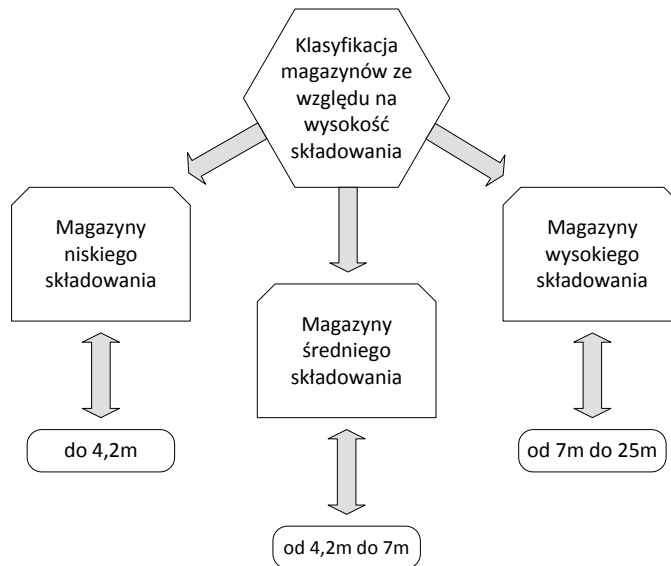 Klasyfikacja
magazynów ze
względu na
wysokość
składowania
Magazyny
niskiego
składowania
Magazyny
średniego
składowania
Magazyny
wysokiego
składowania
do 4,2m
od 4,2m do 7m
od 7m do 25m